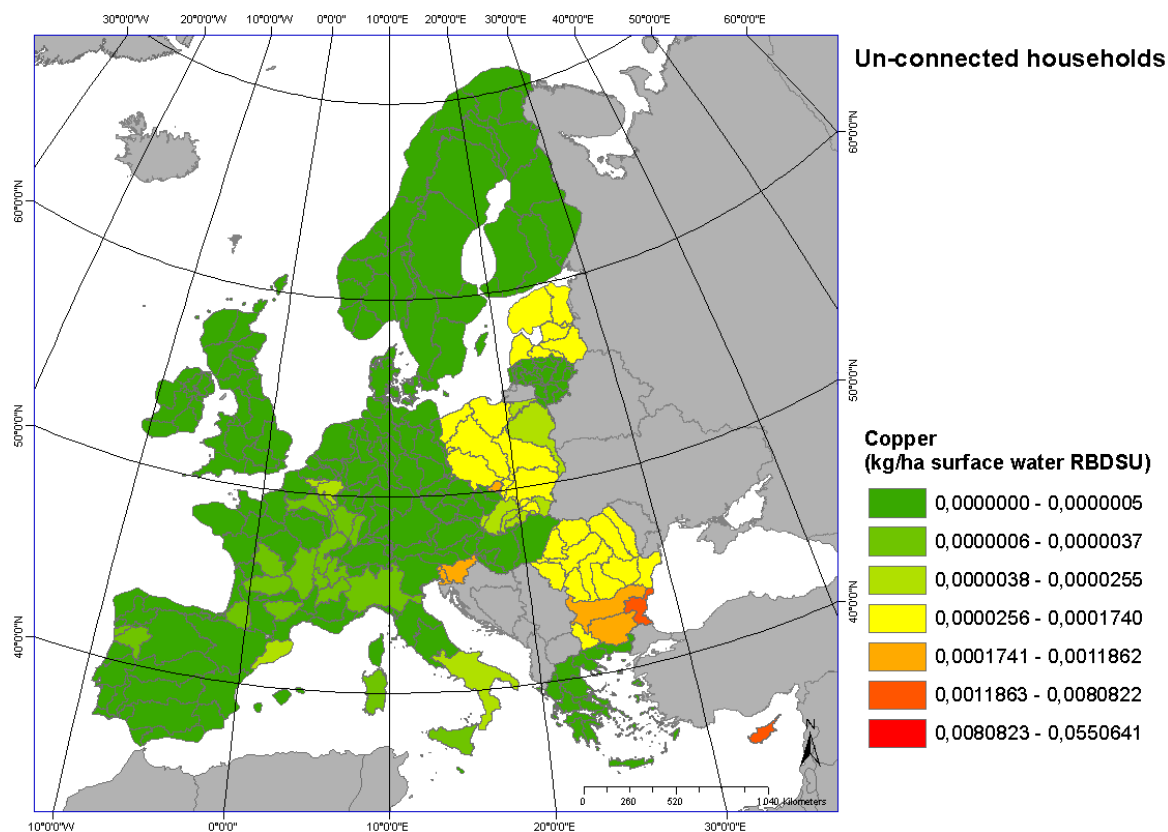 30°0'0"W 20°0'0"W 10°0'0"W 0°0'0" 10°0'0"E 20°0'0"E 30°0'0"E 40°0'0"E 50°0'0"E 60°0'0"E
Un-connected households
60°0'0"N
60°0'0"N
50°0'0"N
50°0'0"N
40°0'0"N
40°0'0"N
Copper
(kg/ha surface water RBDSU)
0,0000000 - 0,0000005
0,0000006 - 0,0000037
0,0000038 - 0,0000255
0,0000256 - 0,0001740
0,0001741 - 0,0011862
0,0011863 - 0,0080822
0,0080823 - 0,0550641
N
0 260 520 1 040 Kilometers
10°0'0"W 0°0'0" 10°0'0"E 20°0'0"E 30°0'0"E